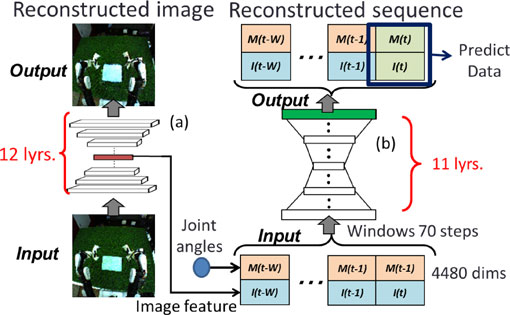 Reconstructed image
Reconstructed sequence
Output
(a)
12 lyrs.
Input
M(t-W) ... M(t-1) M(t)
I(t-W) I(t-1) I(t)
Predict
Data
Output
(b)
11 lyrs.
Input
Windows 70 steps
Joint
angles
M(t-W) ... M(t-1) M(t-1)
I(t-W) I(t-1) I(t)
4480 dims
Image feature